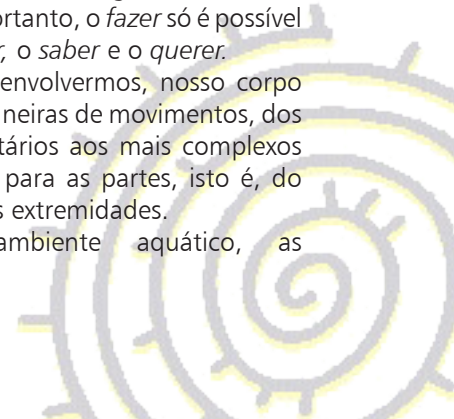 ortanto, o fazer só é possível
r, o saber e o querer.
envolvermos, nosso corpo
neiras de movimentos, dos
tários aos mais complexos
para as partes, isto é, do
s extremidades.
ambiente aquático, as